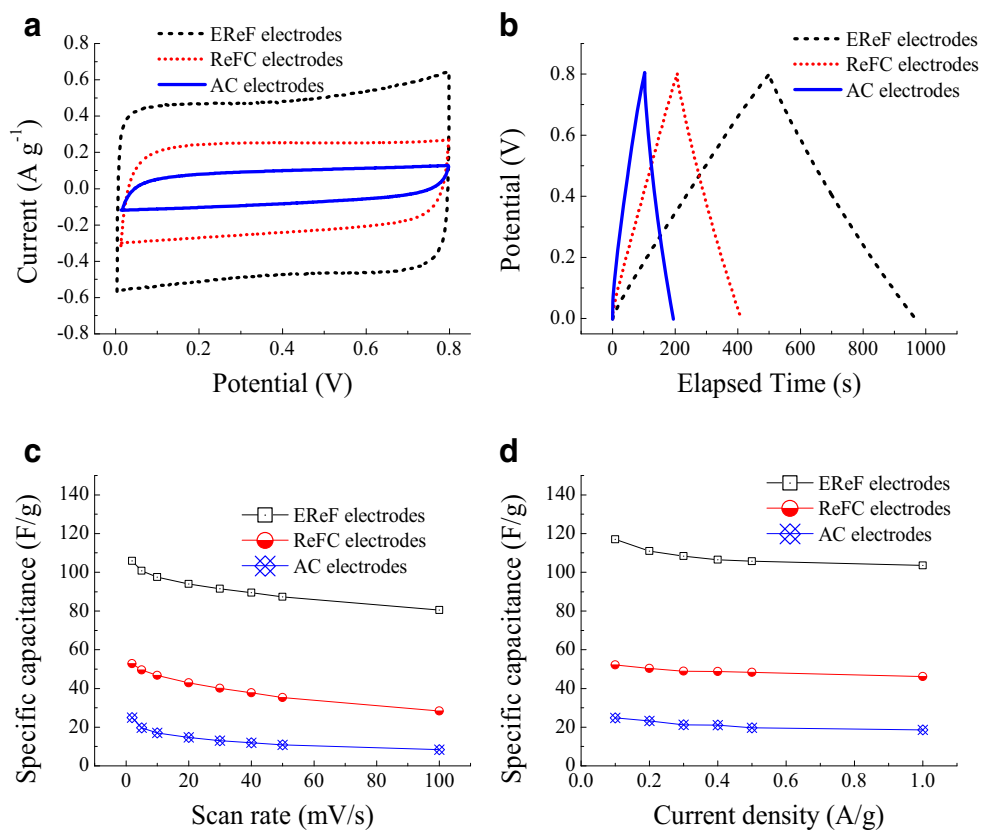 a
EReF electrodes
ReFC electrodes
AC electrodes
0.8
0.6
0.4
0.2
0.0
-0.2
-0.4
-0.6
-0.8
Current (A g-1)
0.0 0.2 0.4 0.6 0.8
Potential (V)
b
EReF electrodes
ReFC electrodes
AC electrodes
0.8
0.4
0.0
Potential (V)
0 200 400 600 800 1000
Elapsed Time (s)
c
EReF electrodes
ReFC electrodes
AC electrodes
140
120
100
80
60
40
20
0
Specific capacitance (F/g)
0 20 40 60 80 100
Scan rate (mV/s)
d
EReF electrodes
ReFC electrodes
AC electrodes
140
120
100
80
60
40
20
0
Specific capacitance (F/g)
0.0 0.2 0.4 0.6 0.8 1.0
Current density (A/g)